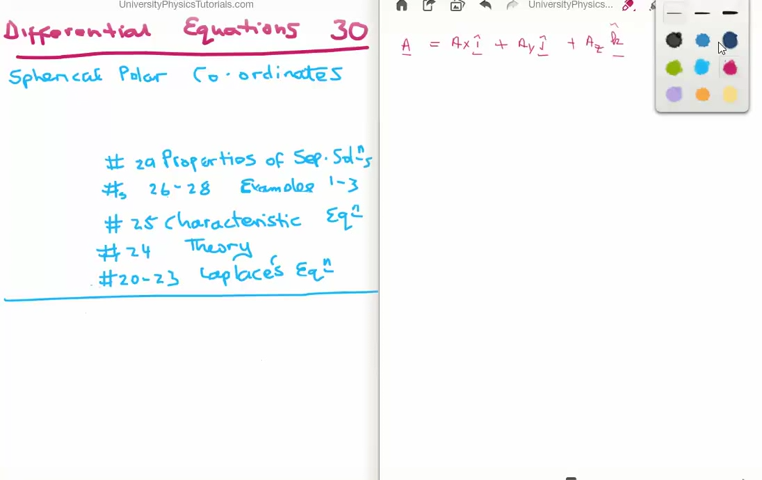 UniversityPhysicsTutorials.com
Differential Equations 30
Spherical Polar Co-ordinates
# 29 Properties of Sep. Solⁿs
#s 26-28 Examples 1-3
# 25 Characteristic Eqⁿ
# 24 Theory
#20-23 Laplace's Eqⁿ
UniversityPhysics...
A = Ax î + Ay ĵ + Az k̂